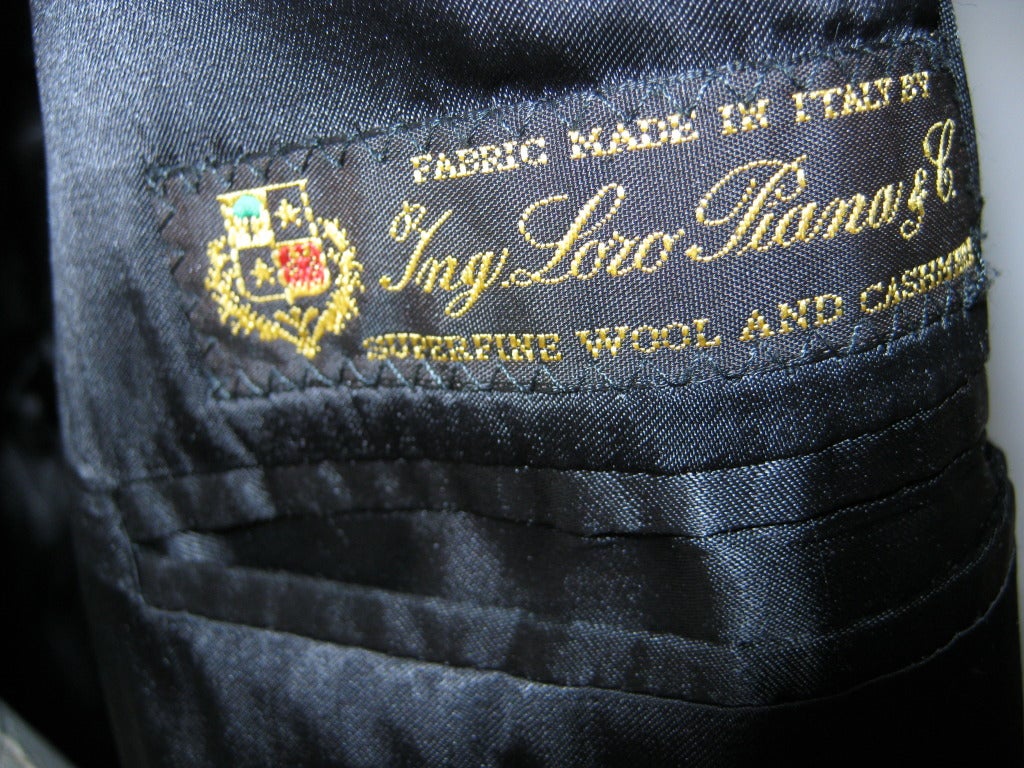 FABRIC MADE IN ITALY BY
Ing. Loro Piana & C.
SUPERFINE WOOL AND CASHMERE